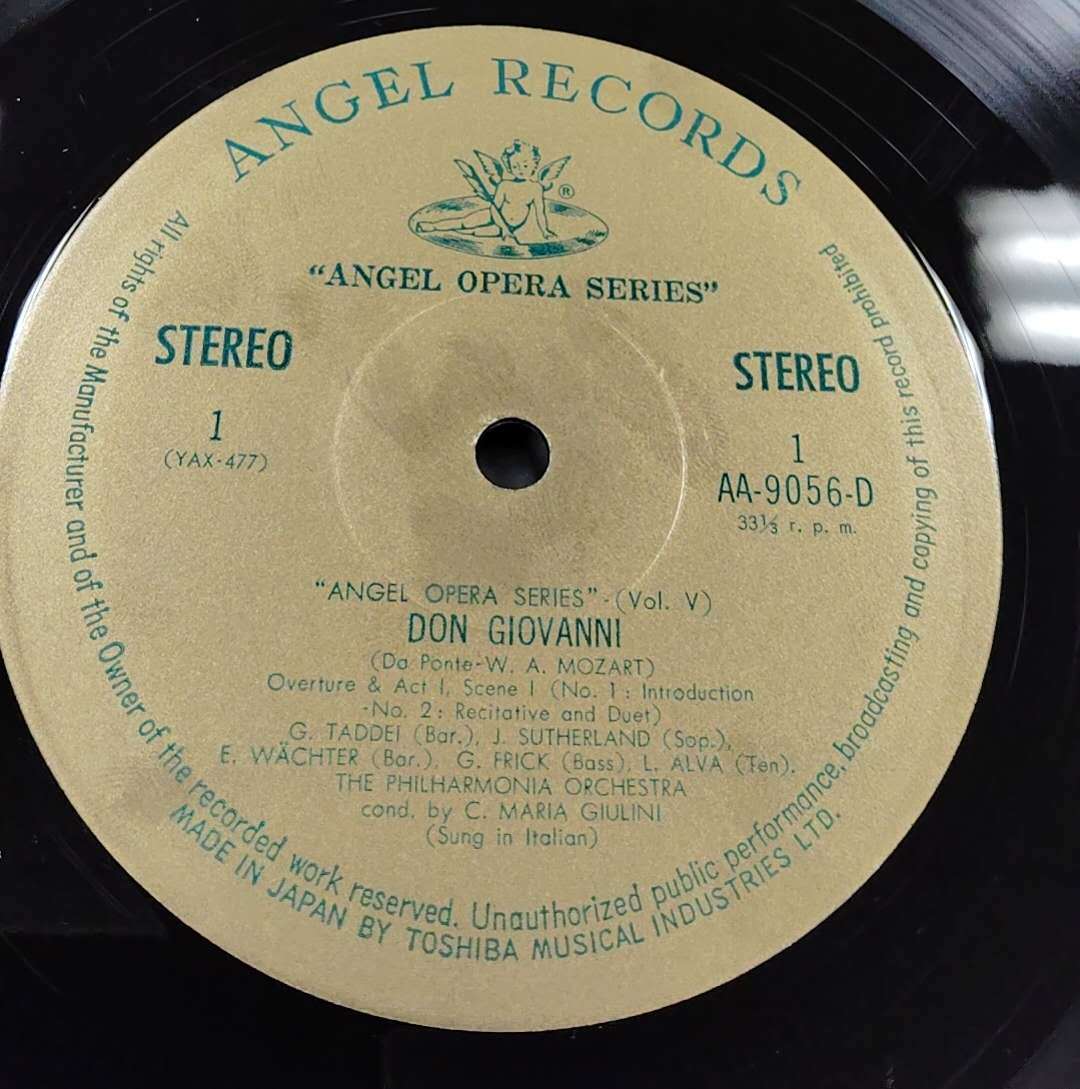 ANGEL RECORDS
®
"ANGEL OPERA SERIES"
STEREO
1
(YAX-477)
STEREO
1
AA-9056-D
33⅓ r. p. m.
"ANGEL OPERA SERIES"-(Vol. V)
DON GIOVANNI
(Da Ponte-W. A. MOZART)
Overture & Act I, Scene I (No. 1 : Introduction
-No. 2 : Recitative and Duet)
G. TADDEI (Bar.), J. SUTHERLAND (Sop.),
E. WÄCHTER (Bar.), G. FRICK (Bass), L. ALVA (Ten).
THE PHILHARMONIA ORCHESTRA
cond. by C. MARIA GIULINI
(Sung in Italian)
All rights of the Manufacturer and of the Owner of the recorded work reserved. Unauthorized public performance, broadcasting and copying of this record prohibited
MADE IN JAPAN BY TOSHIBA MUSICAL INDUSTRIES LTD.